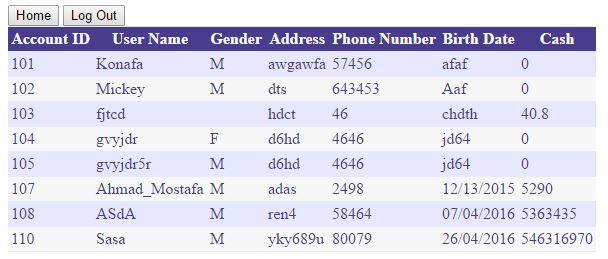 Home Log Out
Account ID User Name Gender Address Phone Number Birth Date Cash
101 Konafa M awgawfa 57456 afaf 0
102 Mickey M dts 643453 Aaf 0
103 fjtcd hdct 46 chdth 40.8
104 gvyjdr F d6hd 4646 jd64 0
105 gvyjdr5r M d6hd 4646 jd64 0
107 Ahmad_Mostafa M adas 2498 12/13/2015 5290
108 ASdA M ren4 58464 07/04/2016 5363435
110 Sasa M yky689u 80079 26/04/2016 546316970